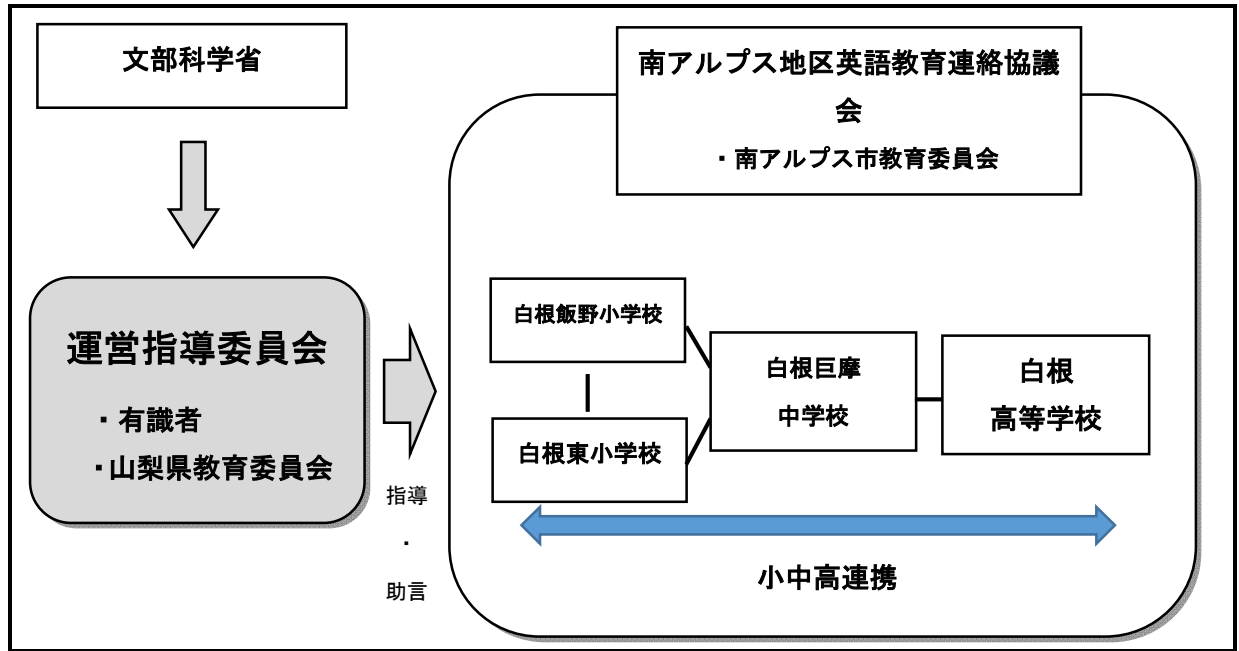 文部科学省
南アルプス地区英語教育連絡協議
会
・南アルプス市教育委員会
運営指導委員会
・有識者
・山梨県教育委員会
指導
・
助言
白根飯野小学校
白根東小学校
白根巨摩
中学校
白根
高等学校
小中高連携